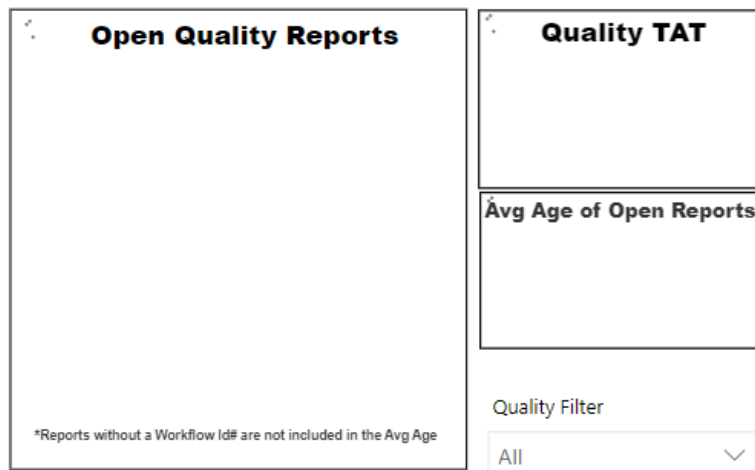 Open Quality Reports
*Reports without a Workflow Id# are not included in the Avg Age
Quality TAT
Avg Age of Open Reports
Quality Filter
All